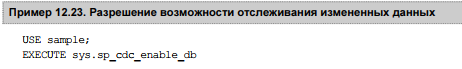 Пример 12.23. Разрешение возможности отслеживания измененных данных
USE sample;
EXECUTE sys.sp_cdc_enable_db